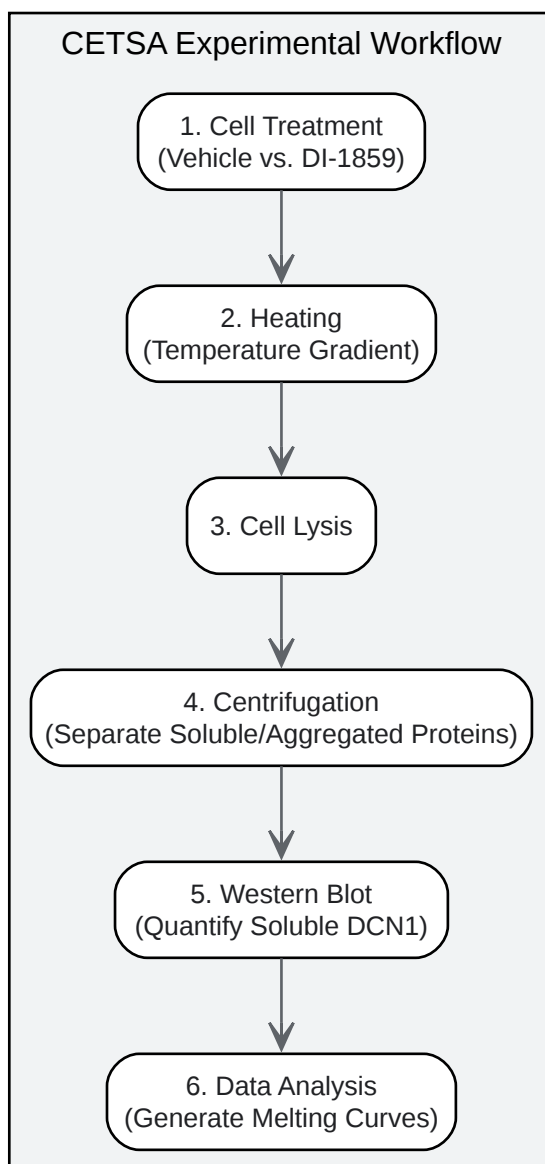 CETSA Experimental Workflow
1. Cell Treatment
(Vehicle vs. DI-1859)
2. Heating
(Temperature Gradient)
3. Cell Lysis
4. Centrifugation
(Separate Soluble/Aggregated Proteins)
5. Western Blot
(Quantify Soluble DCN1)
6. Data Analysis
(Generate Melting Curves)